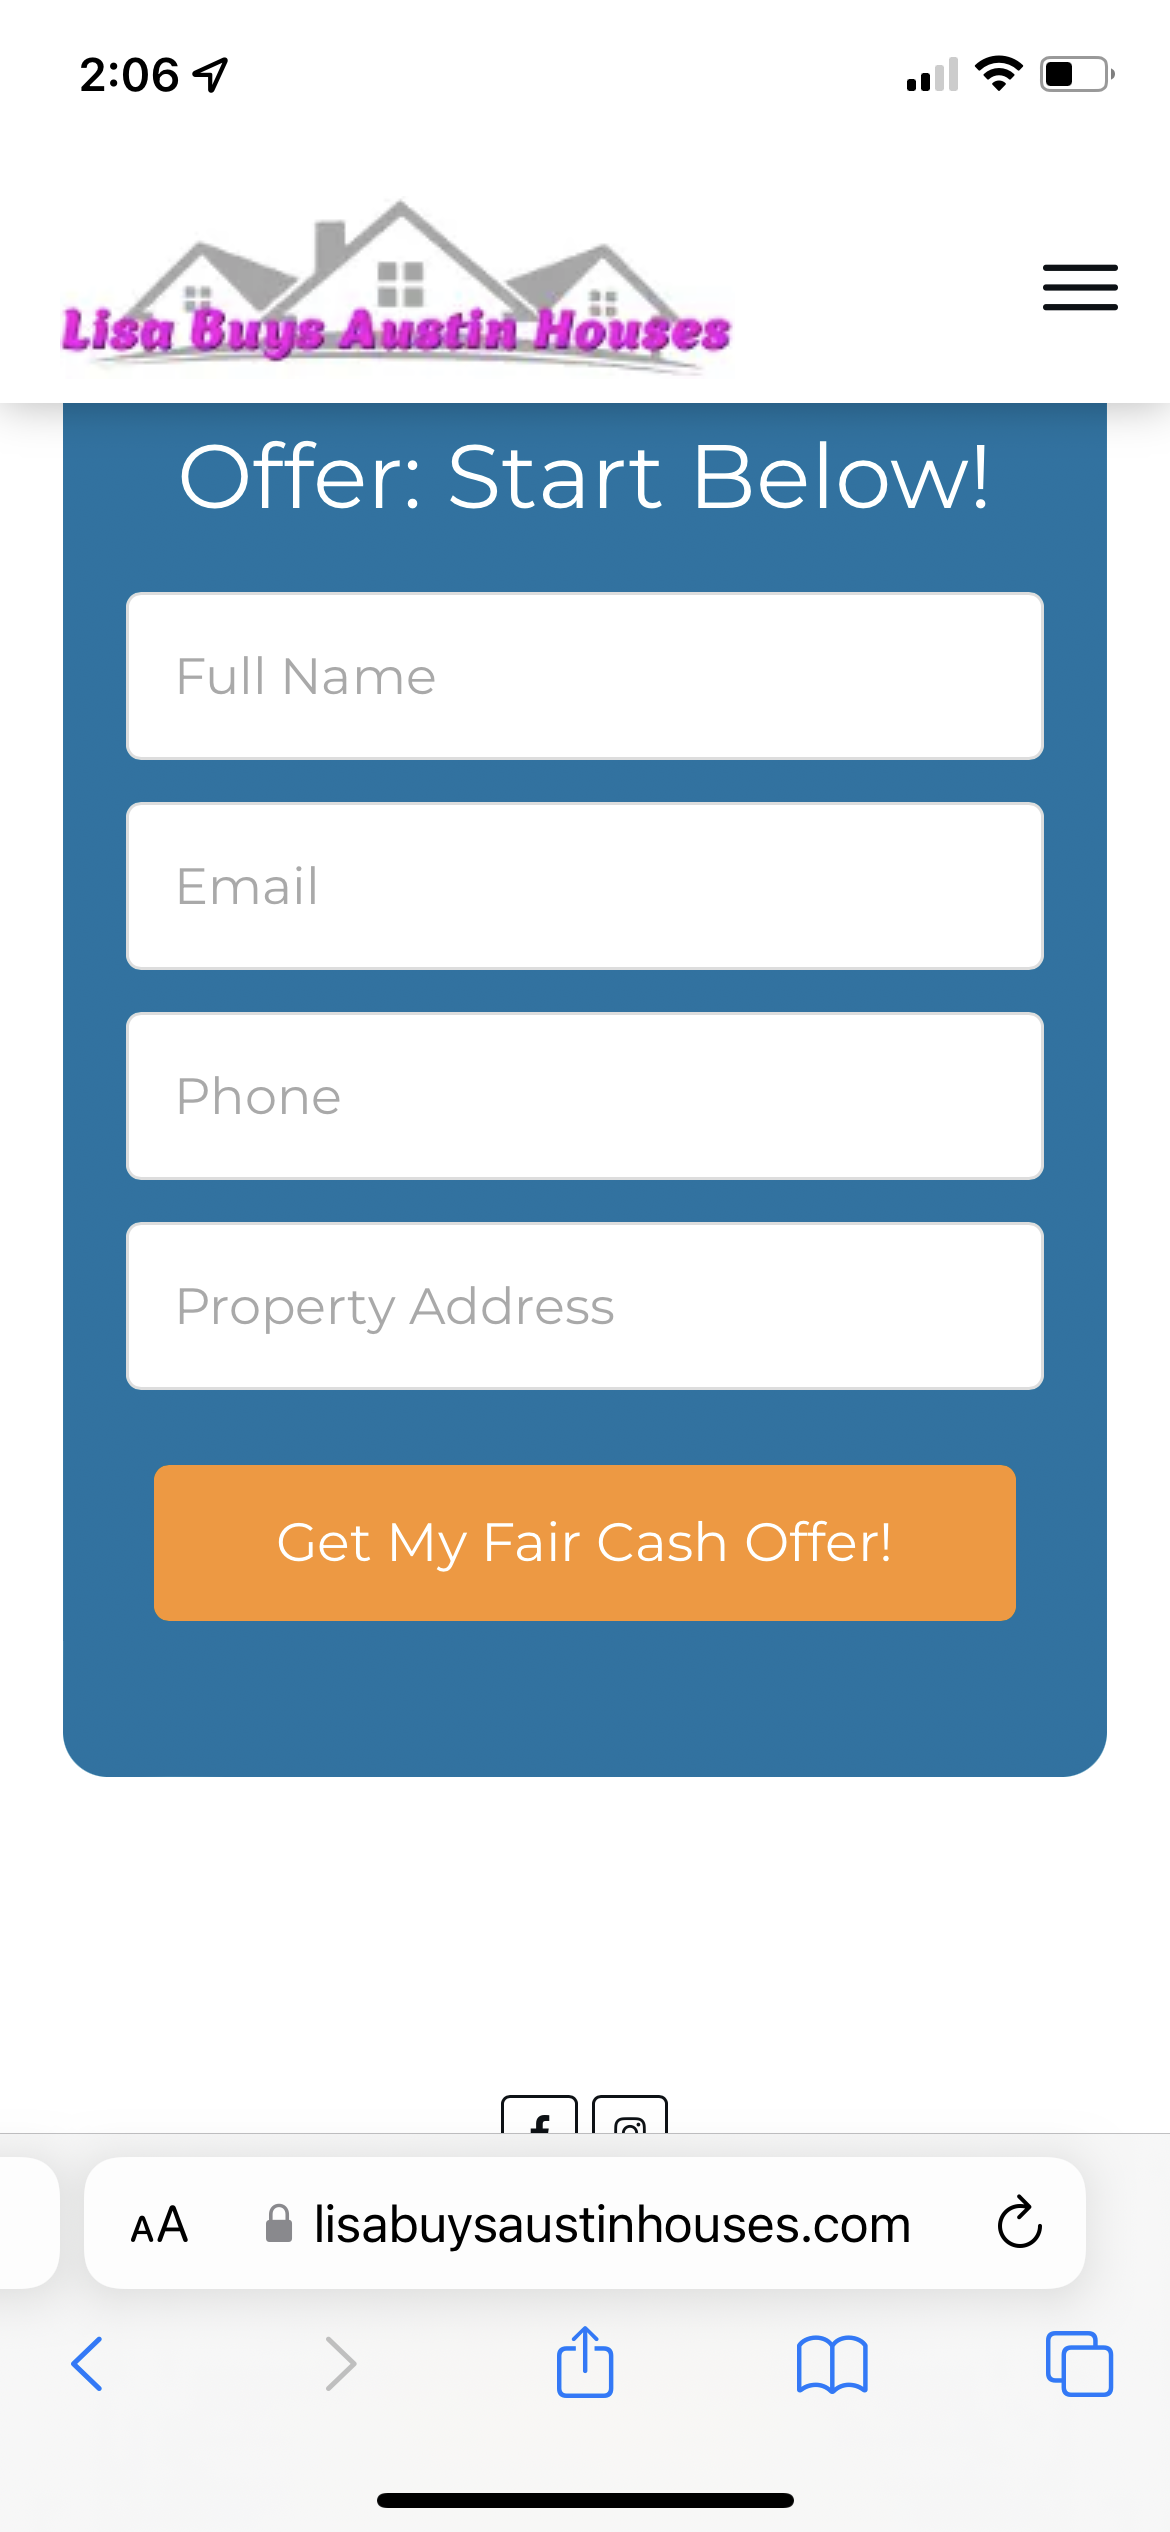 2:06
Lisa Buys Austin Houses
Offer: Start Below!
Full Name
Email
Phone
Property Address
Get My Fair Cash Offer!
AA lisabuysaustinhouses.com